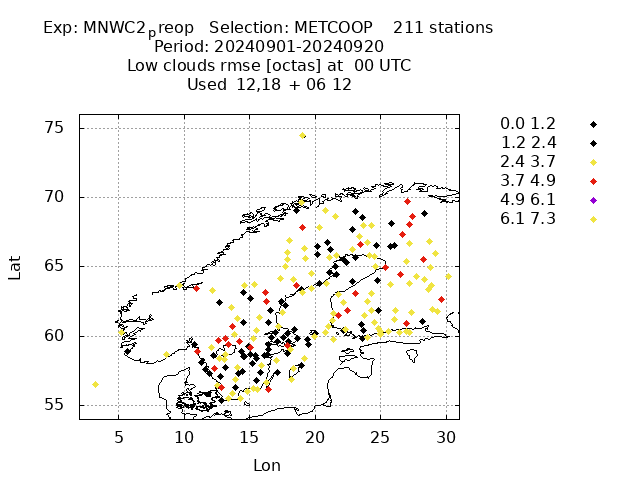 Exp: MNWC2preop   Selection: METCOOP    211 stations
Period: 20240901-20240920
Low clouds rmse [octas] at  00 UTC
Used  12,18 + 06 12
0.0 1.2
1.2 2.4
2.4 3.7
3.7 4.9
4.9 6.1
6.1 7.3
75
70
65
60
55
Lat
5 10 15 20 25 30
Lon